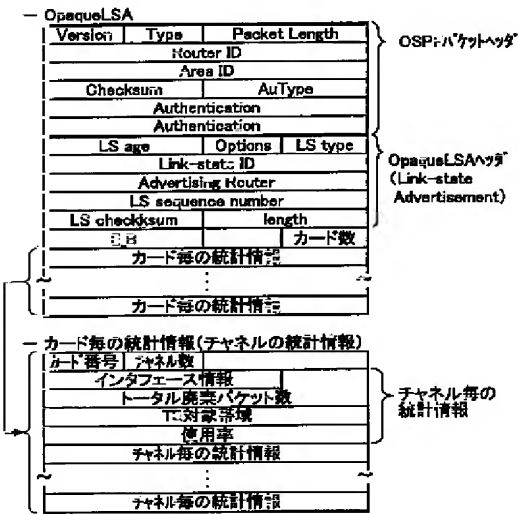 OpaqueLSA
Version Type Packet Length
Router ID
Area ID
Checksum AuType
Authentication
Authentication
OSPFパケットヘッダ
LS age Options LS type
Link-state ID
Advertising Router
LS sequence number
LS checkksum length
OpaqueLSAヘッダ
(Link-state
Advertisement)
カード数
カード毎の統計情報
カード毎の統計情報
カード毎の統計情報(チャネルの統計情報)
カード番号 チャネル数
インタフェース情報
トータル廃棄パケット数
TE対象帯域
使用率
チャネル毎の
統計情報
チャネル毎の統計情報
チャネル毎の統計情報